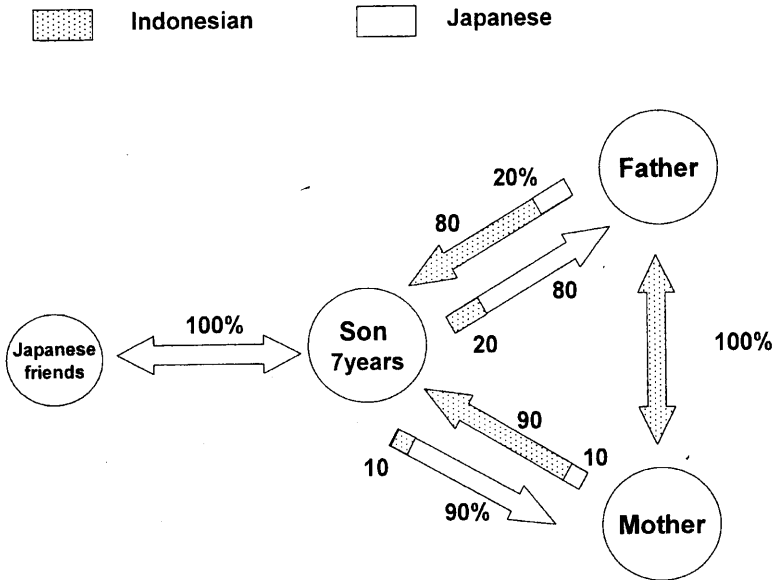 Indonesian
Japanese
Father
20%
80
80
20
Son
7years
100%
Japanese
friends
100%
90
10
10
90%
Mother